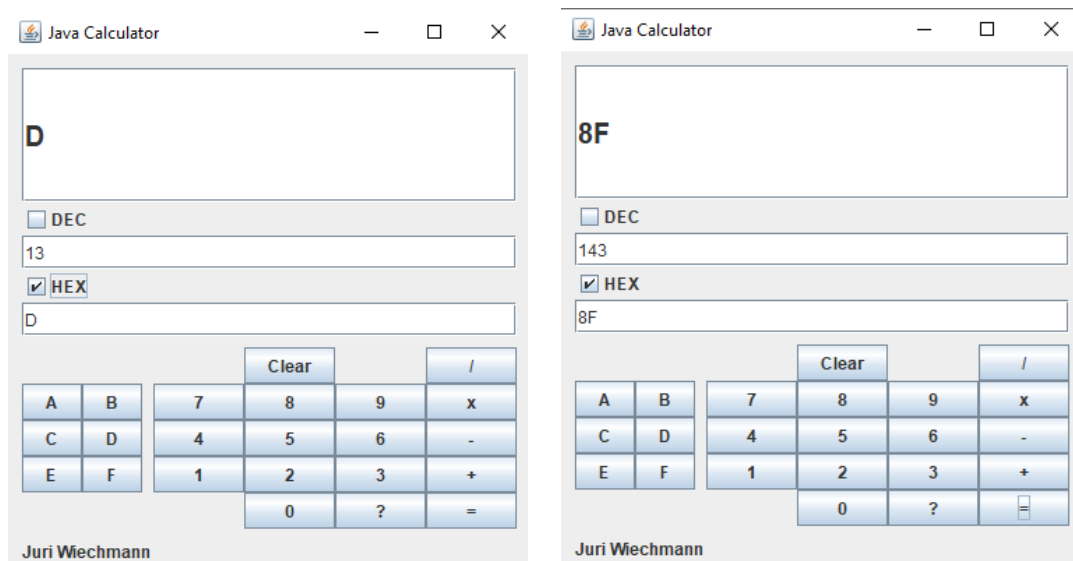 Java Calculator
D
DEC
13
HEX
D
Clear /
A B 7 8 9 x
C D 4 5 6 -
E F 1 2 3 +
0 ? =
Juri Wiechmann
Java Calculator
8F
DEC
143
HEX
8F
Clear /
A B 7 8 9 x
C D 4 5 6 -
E F 1 2 3 +
0 ? =
Juri Wiechmann